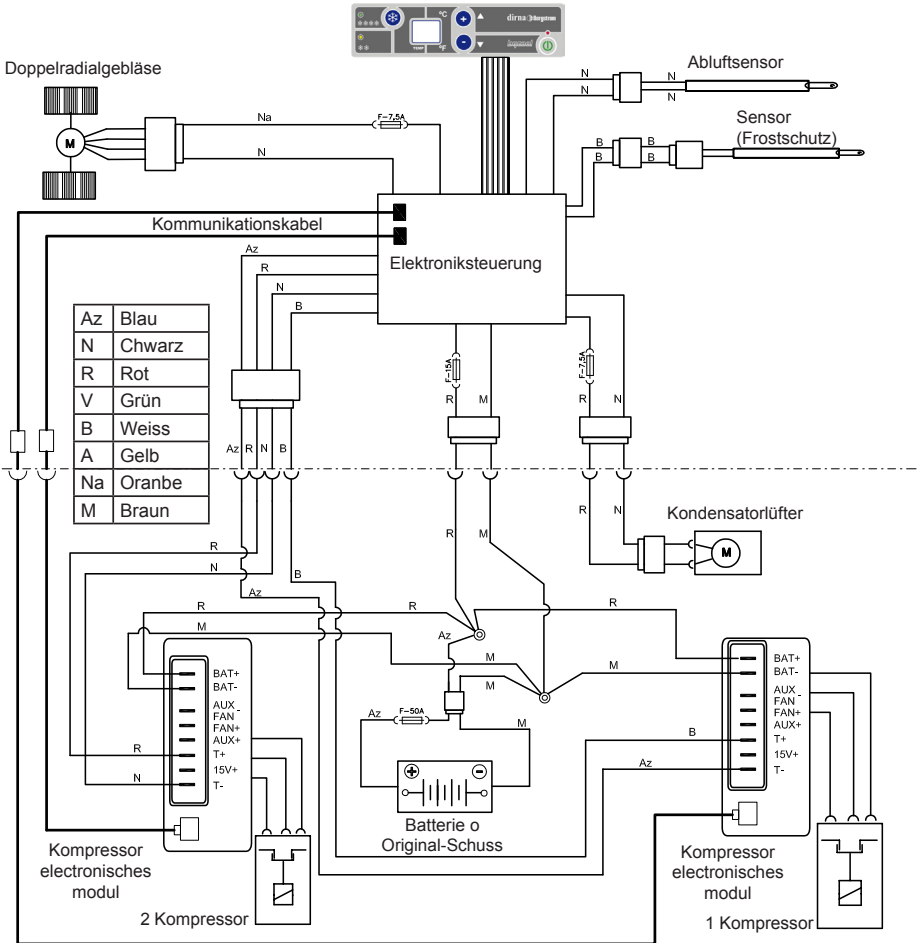 °C
dirna Bergstrom
TEMP
°F
Doppelradialgebläse
M
Na
F-7,5A
N
N
N
N
N
Abluftsensor
B
B
B
B
Sensor
(Frostschutz)
Kommunikationskabel
Elektroniksteuerung
Az
R
N
B
Az Blau
N Chwarz
R Rot
V Grün
B Weiss
A Gelb
Na Oranbe
M Braun
F-15A
F-7,5A
R M
R N
Az R N B
R M
R N
Kondensatorlüfter
M
R
N
B
Az
R R
R
M
Az
M
M
M
BAT+
BAT-
AUX -
FAN
FAN+
AUX+
T+
15V+
T-
R
N
Az F-50A
M
Batterie o
Original-Schuss
B
Az
BAT+
BAT-
AUX -
FAN
FAN+
AUX+
T+
15V+
T-
Kompressor
electronisches
modul
2 Kompressor
Kompressor
electronisches
modul
1 Kompressor